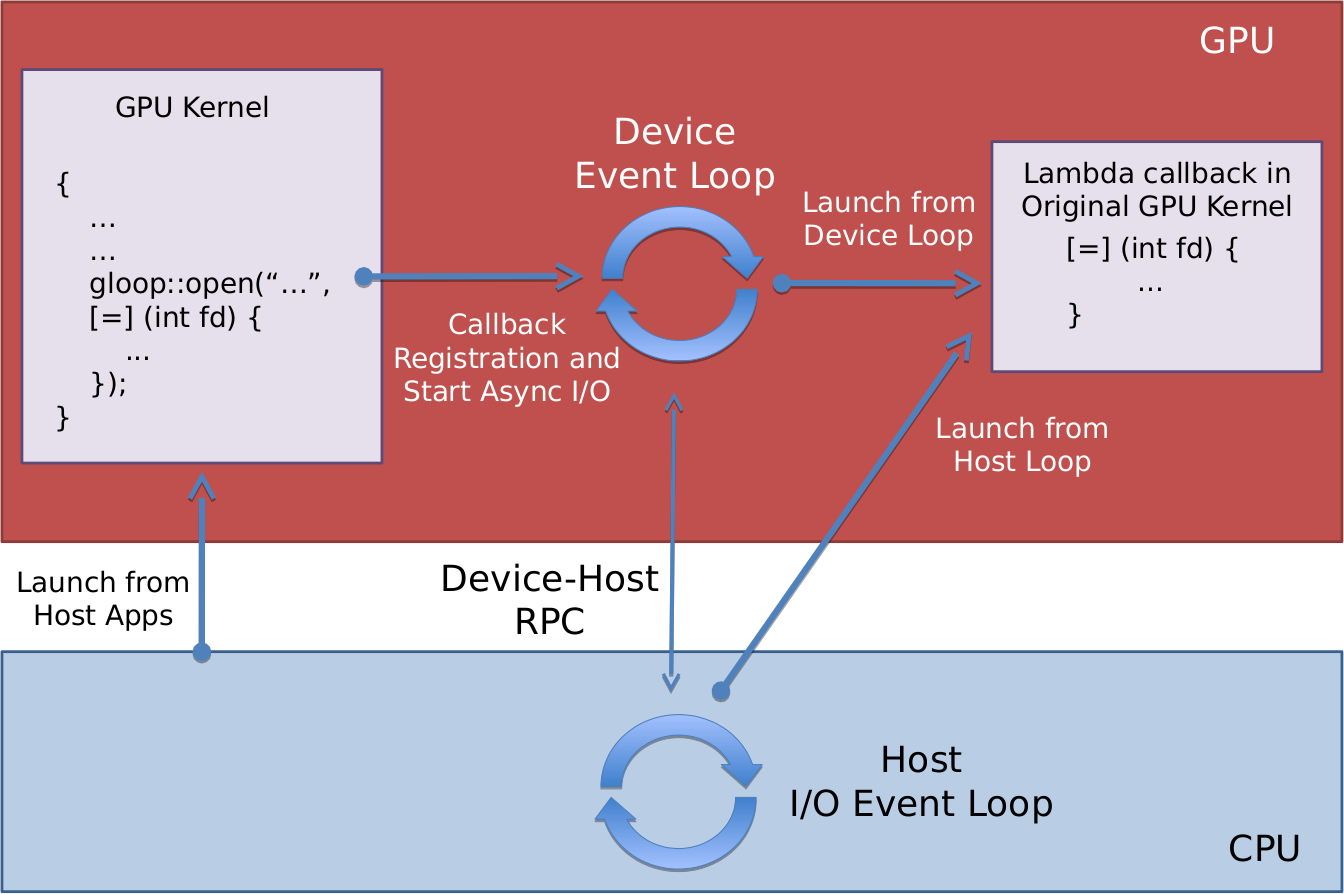 GPU
GPU Kernel
{
…
…
gloop::open(“…”,
[=] (int fd) {
...
});
}
Device
Event Loop
Callback
Registration and
Start Async I/O
Launch from
Device Loop
Lambda callback in
Original GPU Kernel
[=] (int fd) {
…
}
Launch from
Host Loop
Launch from
Host Apps
Device-Host
RPC
Host
I/O Event Loop
CPU